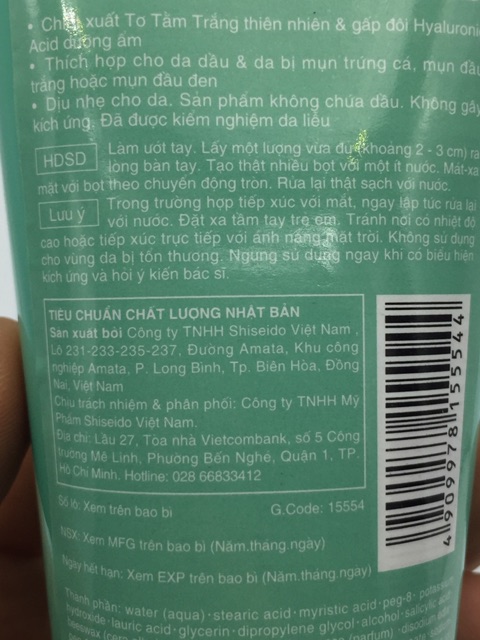 • Chiết xuất Tơ Tằm Trắng thiên nhiên & gấp đôi Hyaluronic
Acid dưỡng ẩm
• Thích hợp cho da dầu & da bị mụn trứng cá, mụn đầu
trắng hoặc mụn đầu đen
• Dịu nhẹ cho da. Sản phẩm không chứa dầu. Không gây
kích ứng. Đã được kiểm nghiệm da liễu
HDSD Làm ướt tay. Lấy một lượng vừa đủ (khoảng 2 - 3 cm) ra
lòng bàn tay. Tạo thật nhiều bọt với một ít nước. Mát-xa
mặt với bọt theo chuyển động tròn. Rửa lại thật sạch với nước.
Lưu ý Trong trường hợp tiếp xúc với mắt, ngay lập tức rửa lại
với nước. Đặt xa tầm tay trẻ em. Tránh nơi có nhiệt độ
cao hoặc tiếp xúc trực tiếp với ánh nắng mặt trời. Không sử dụng
cho vùng da bị tổn thương. Ngưng sử dụng ngay khi có biểu hiện
kích ứng và hỏi ý kiến bác sĩ.
TIÊU CHUẨN CHẤT LƯỢNG NHẬT BẢN
Sản xuất bởi Công ty TNHH Shiseido Việt Nam,
Lô 231-233-235-237, Đường Amata, Khu công
nghiệp Amata, P. Long Bình, Tp. Biên Hòa, Đồng
Nai, Việt Nam
Chịu trách nhiệm & phân phối: Công ty TNHH Mỹ
Phẩm Shiseido Việt Nam.
Địa chỉ: Lầu 27, Tòa nhà Vietcombank, số 5 Công
trường Mê Linh, Phường Bến Nghé, Quận 1, TP.
Hồ Chí Minh. Hotline: 028 66833412
4 909978 155544
Số lô: Xem trên bao bì G.Code: 15554
NSX: Xem MFG trên bao bì (Năm.tháng.ngày)
Ngày hết hạn: Xem EXP trên bao bì (Năm.tháng.ngày)
Thành phần: water (aqua)·stearic acid·myristic acid·peg-8·potassium
hydroxide·lauric acid·glycerin·dipropylene glycol·alcohol·salicylic acid
beeswax (parfum)·disodium